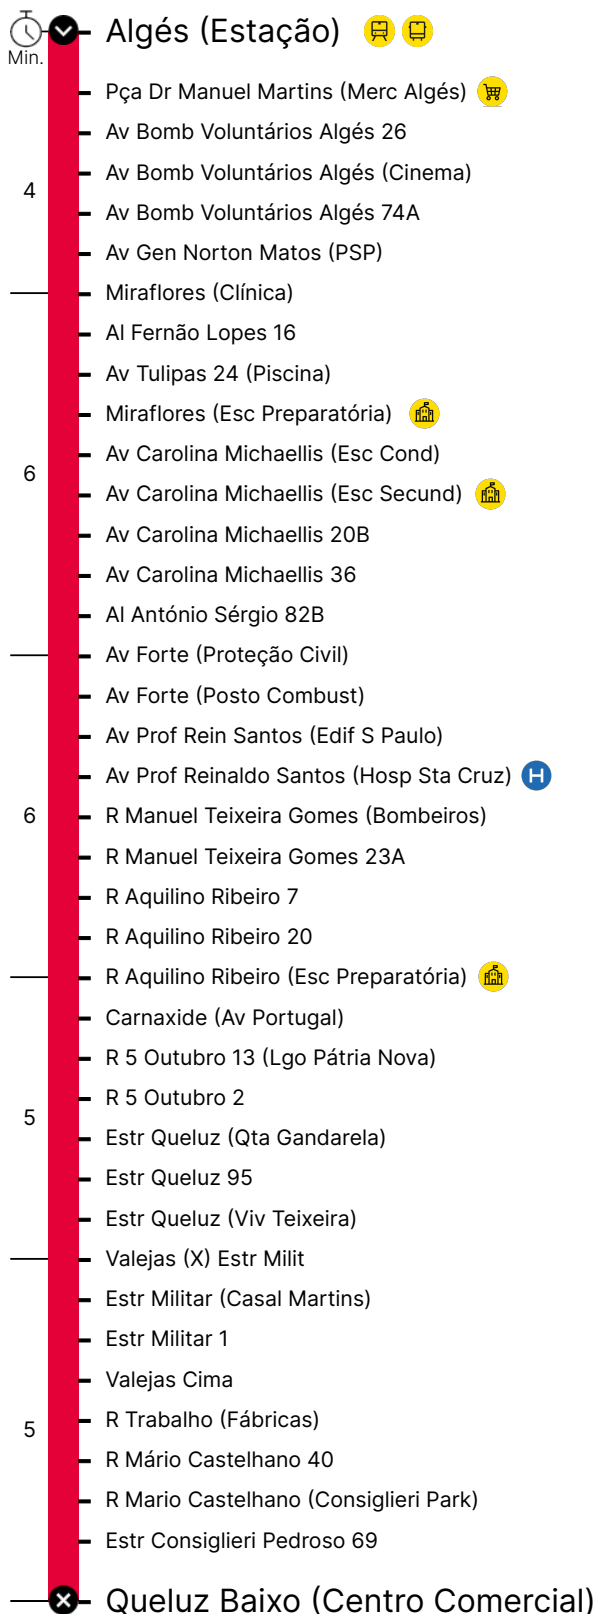 Algés (Estação)
Min.
Pça Dr Manuel Martins (Merc Algés)
Av Bomb Voluntários Algés 26
Av Bomb Voluntários Algés (Cinema)
4
Av Bomb Voluntários Algés 74A
Av Gen Norton Matos (PSP)
Miraflores (Clínica)
Al Fernão Lopes 16
Av Tulipas 24 (Piscina)
Miraflores (Esc Preparatória)
Av Carolina Michaellis (Esc Cond)
6
Av Carolina Michaellis (Esc Secund)
Av Carolina Michaellis 20B
Av Carolina Michaellis 36
Al António Sérgio 82B
Av Forte (Proteção Civil)
Av Forte (Posto Combust)
Av Prof Rein Santos (Edif S Paulo)
Av Prof Reinaldo Santos (Hosp Sta Cruz) H
6 R Manuel Teixeira Gomes (Bombeiros)
R Manuel Teixeira Gomes 23A
R Aquilino Ribeiro 7
R Aquilino Ribeiro 20
R Aquilino Ribeiro (Esc Preparatória)
Carnaxide (Av Portugal)
R 5 Outubro 13 (Lgo Pátria Nova)
R 5 Outubro 2
5
Estr Queluz (Qta Gandarela)
Estr Queluz 95
Estr Queluz (Viv Teixeira)
Valejas (X) Estr Milit
Estr Militar (Casal Martins)
Estr Militar 1
Valejas Cima
R Trabalho (Fábricas)
5
R Mário Castelhano 40
R Mario Castelhano (Consiglieri Park)
Estr Consiglieri Pedroso 69
Queluz Baixo (Centro Comercial)